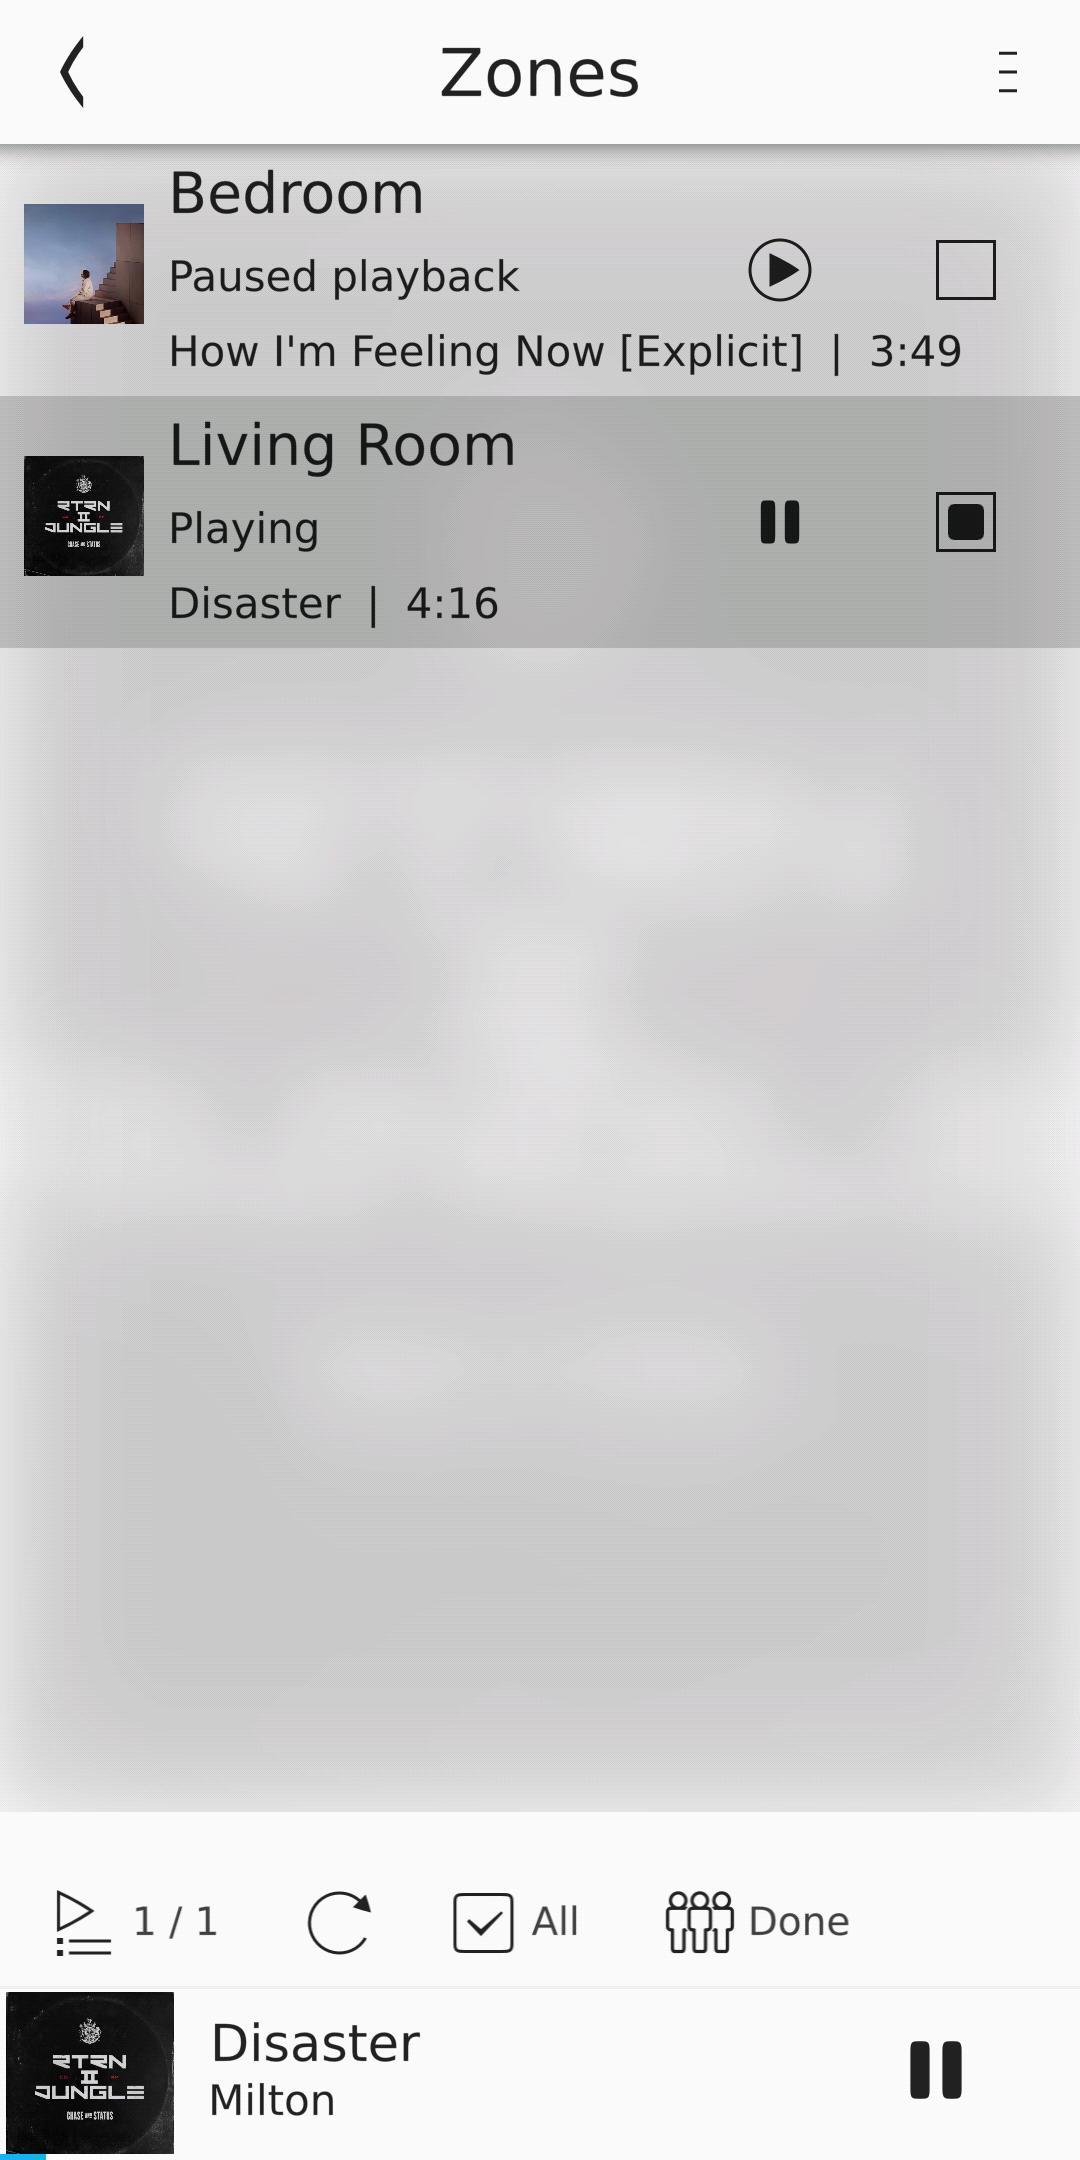 Zones
Bedroom
Paused playback
How I'm Feeling Now [Explicit] | 3:49
Living Room
RTRN
II
JUNGLE
CHASE AND STATUS
Playing
Disaster | 4:16
1 / 1
All
Done
RTRN
II
JUNGLE
CHASE AND STATUS
Disaster
Milton